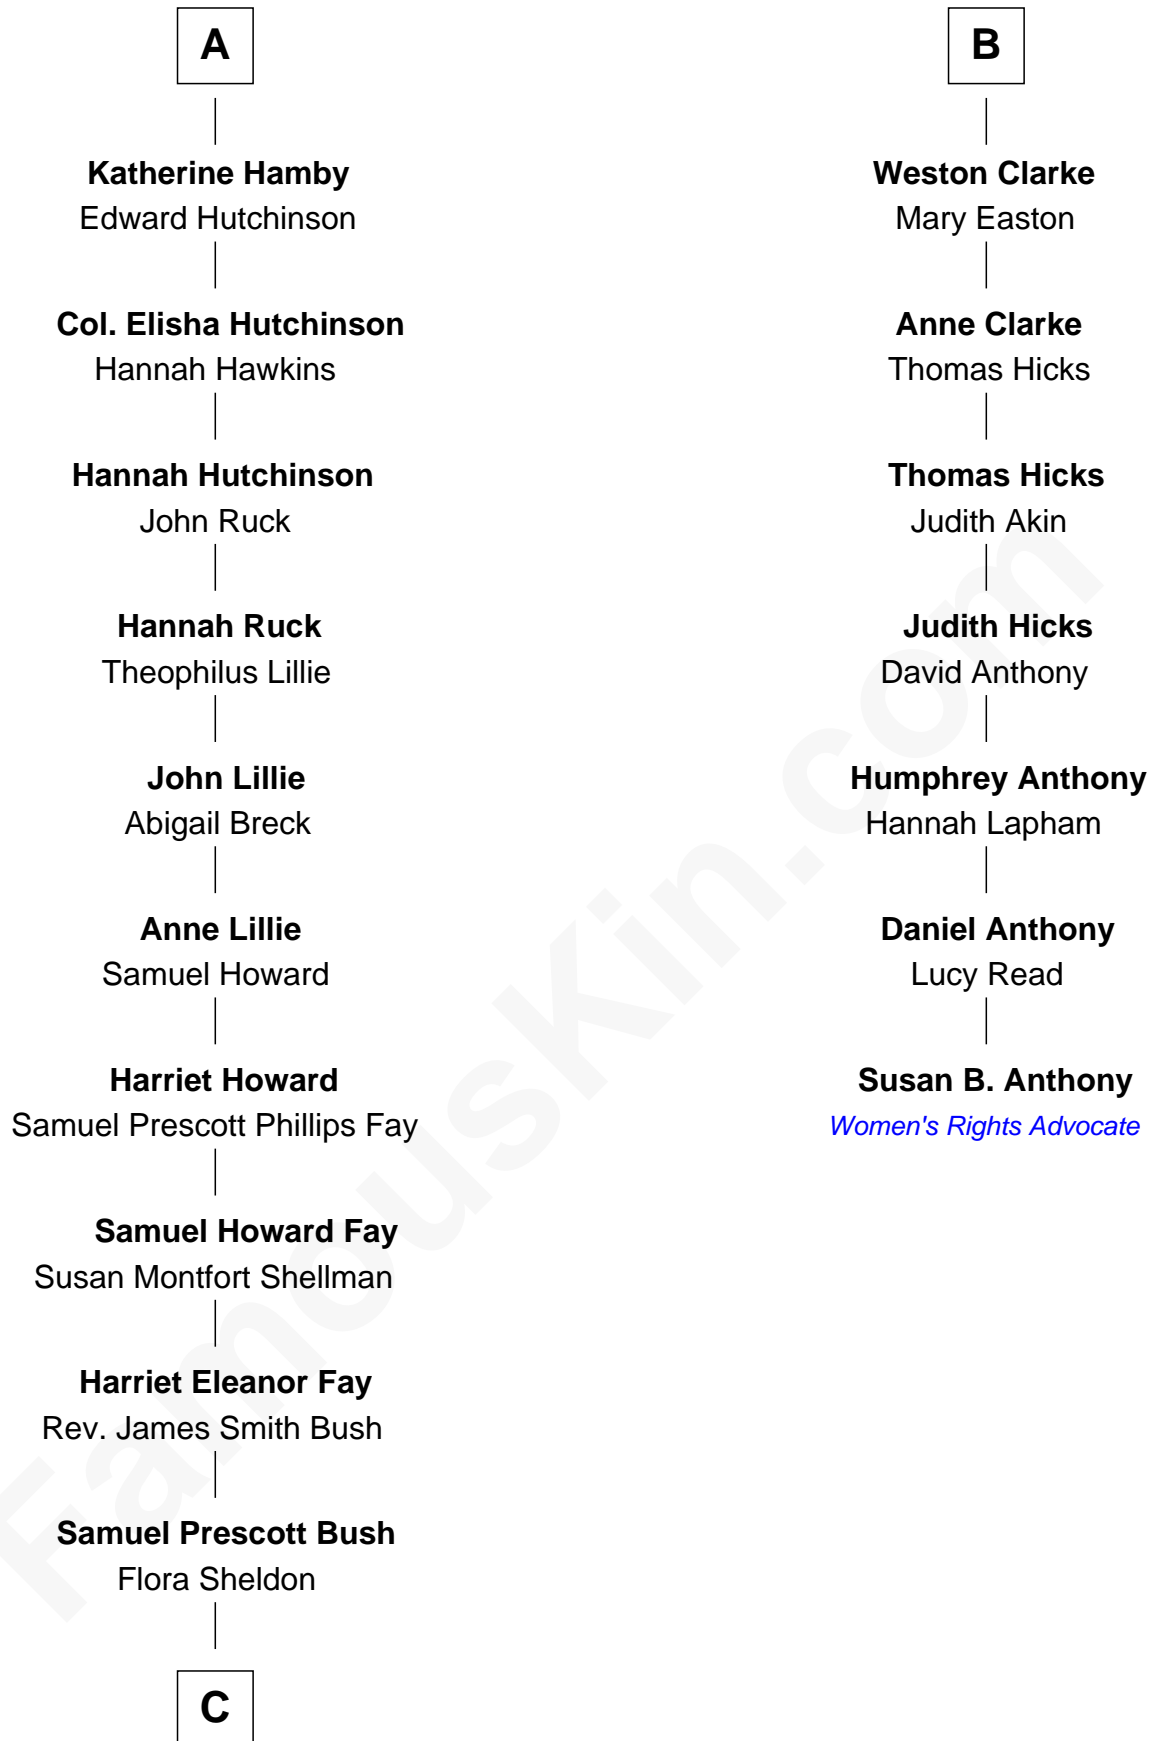 A
Katherine Hamby
Edward Hutchinson
Col. Elisha Hutchinson
Hannah Hawkins
Hannah Hutchinson
John Ruck
Hannah Ruck
Theophilus Lillie
John Lillie
Abigail Breck
Anne Lillie
Samuel Howard
Harriet Howard
Samuel Prescott Phillips Fay
Samuel Howard Fay
Susan Montfort Shellman
Harriet Eleanor Fay
Rev. James Smith Bush
Samuel Prescott Bush
Flora Sheldon
C
B
Weston Clarke
Mary Easton
Anne Clarke
Thomas Hicks
Thomas Hicks
Judith Akin
Judith Hicks
David Anthony
Humphrey Anthony
Hannah Lapham
Daniel Anthony
Lucy Read
Susan B. Anthony
Women's Rights Advocate
FamousKin.com